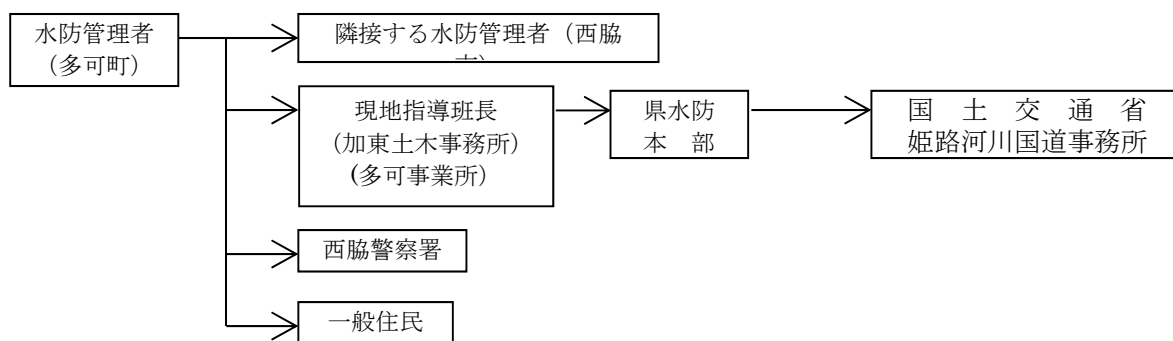 水防管理者
（多可町）
隣接する水防管理者（西脇
現地指導班長
（加東土木事務所）
(多可事業所）
県水防
本　部
国　土　交　通　省
姫路河川国道事務所
西脇警察署
一般住民